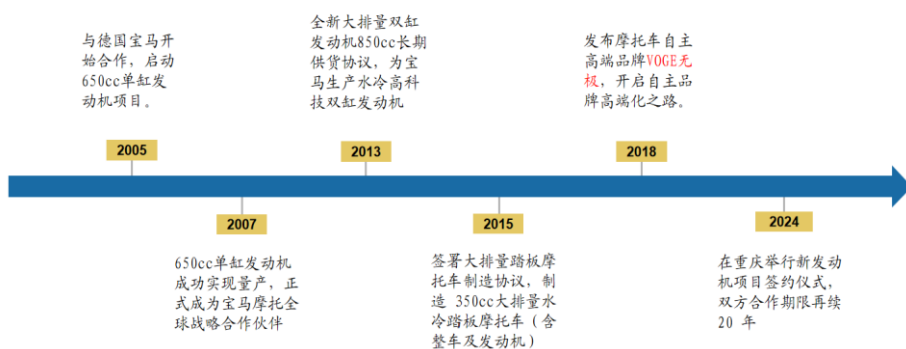 与德国宝马开
始合作，启动
650cc单缸发
动机项目。
2005
650cc单缸发动机
成功实现量产，正
式成为宝马摩托全
球战略合作伙伴
2007
全新大排量双缸
发动机850cc长期
供货协议，为宝
马生产水冷高科
技双缸发动机
2013
签署大排量踏板摩
托车制造协议，制
造 350cc大排量水
冷踏板摩托车（含
整车及发动机）
2015
发布摩托车自主
高端品牌VOGE无
极，开启自主品
牌高端化之路。
2018
在重庆举行新发动
机项目签约仪式，
双方合作期限再续
20 年
2024